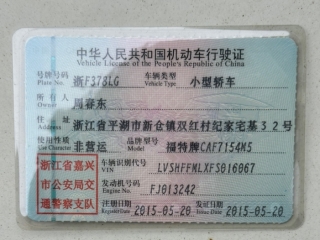 中华人民共和国机动车行驶证
Vehicle License of the People's Republic of China
号牌号码 Plate No. 浙F378LG 车辆类型 Vehicle Type 小型轿车
所有人 Owner 周春东
住址 Address 浙江省平湖市新仓镇双红村纪家宅基32号
使用性质 Use Character 非营运 品牌型号 Model 福特牌CAF7154M5
浙江省嘉兴市公安局交通警察支队
车辆识别代号 VIN LVSHFFMLXFS016067
发动机号码 Engine No. FJ013242
注册日期 Register Date 2015-05-20 发证日期 Issue Date 2015-05-20